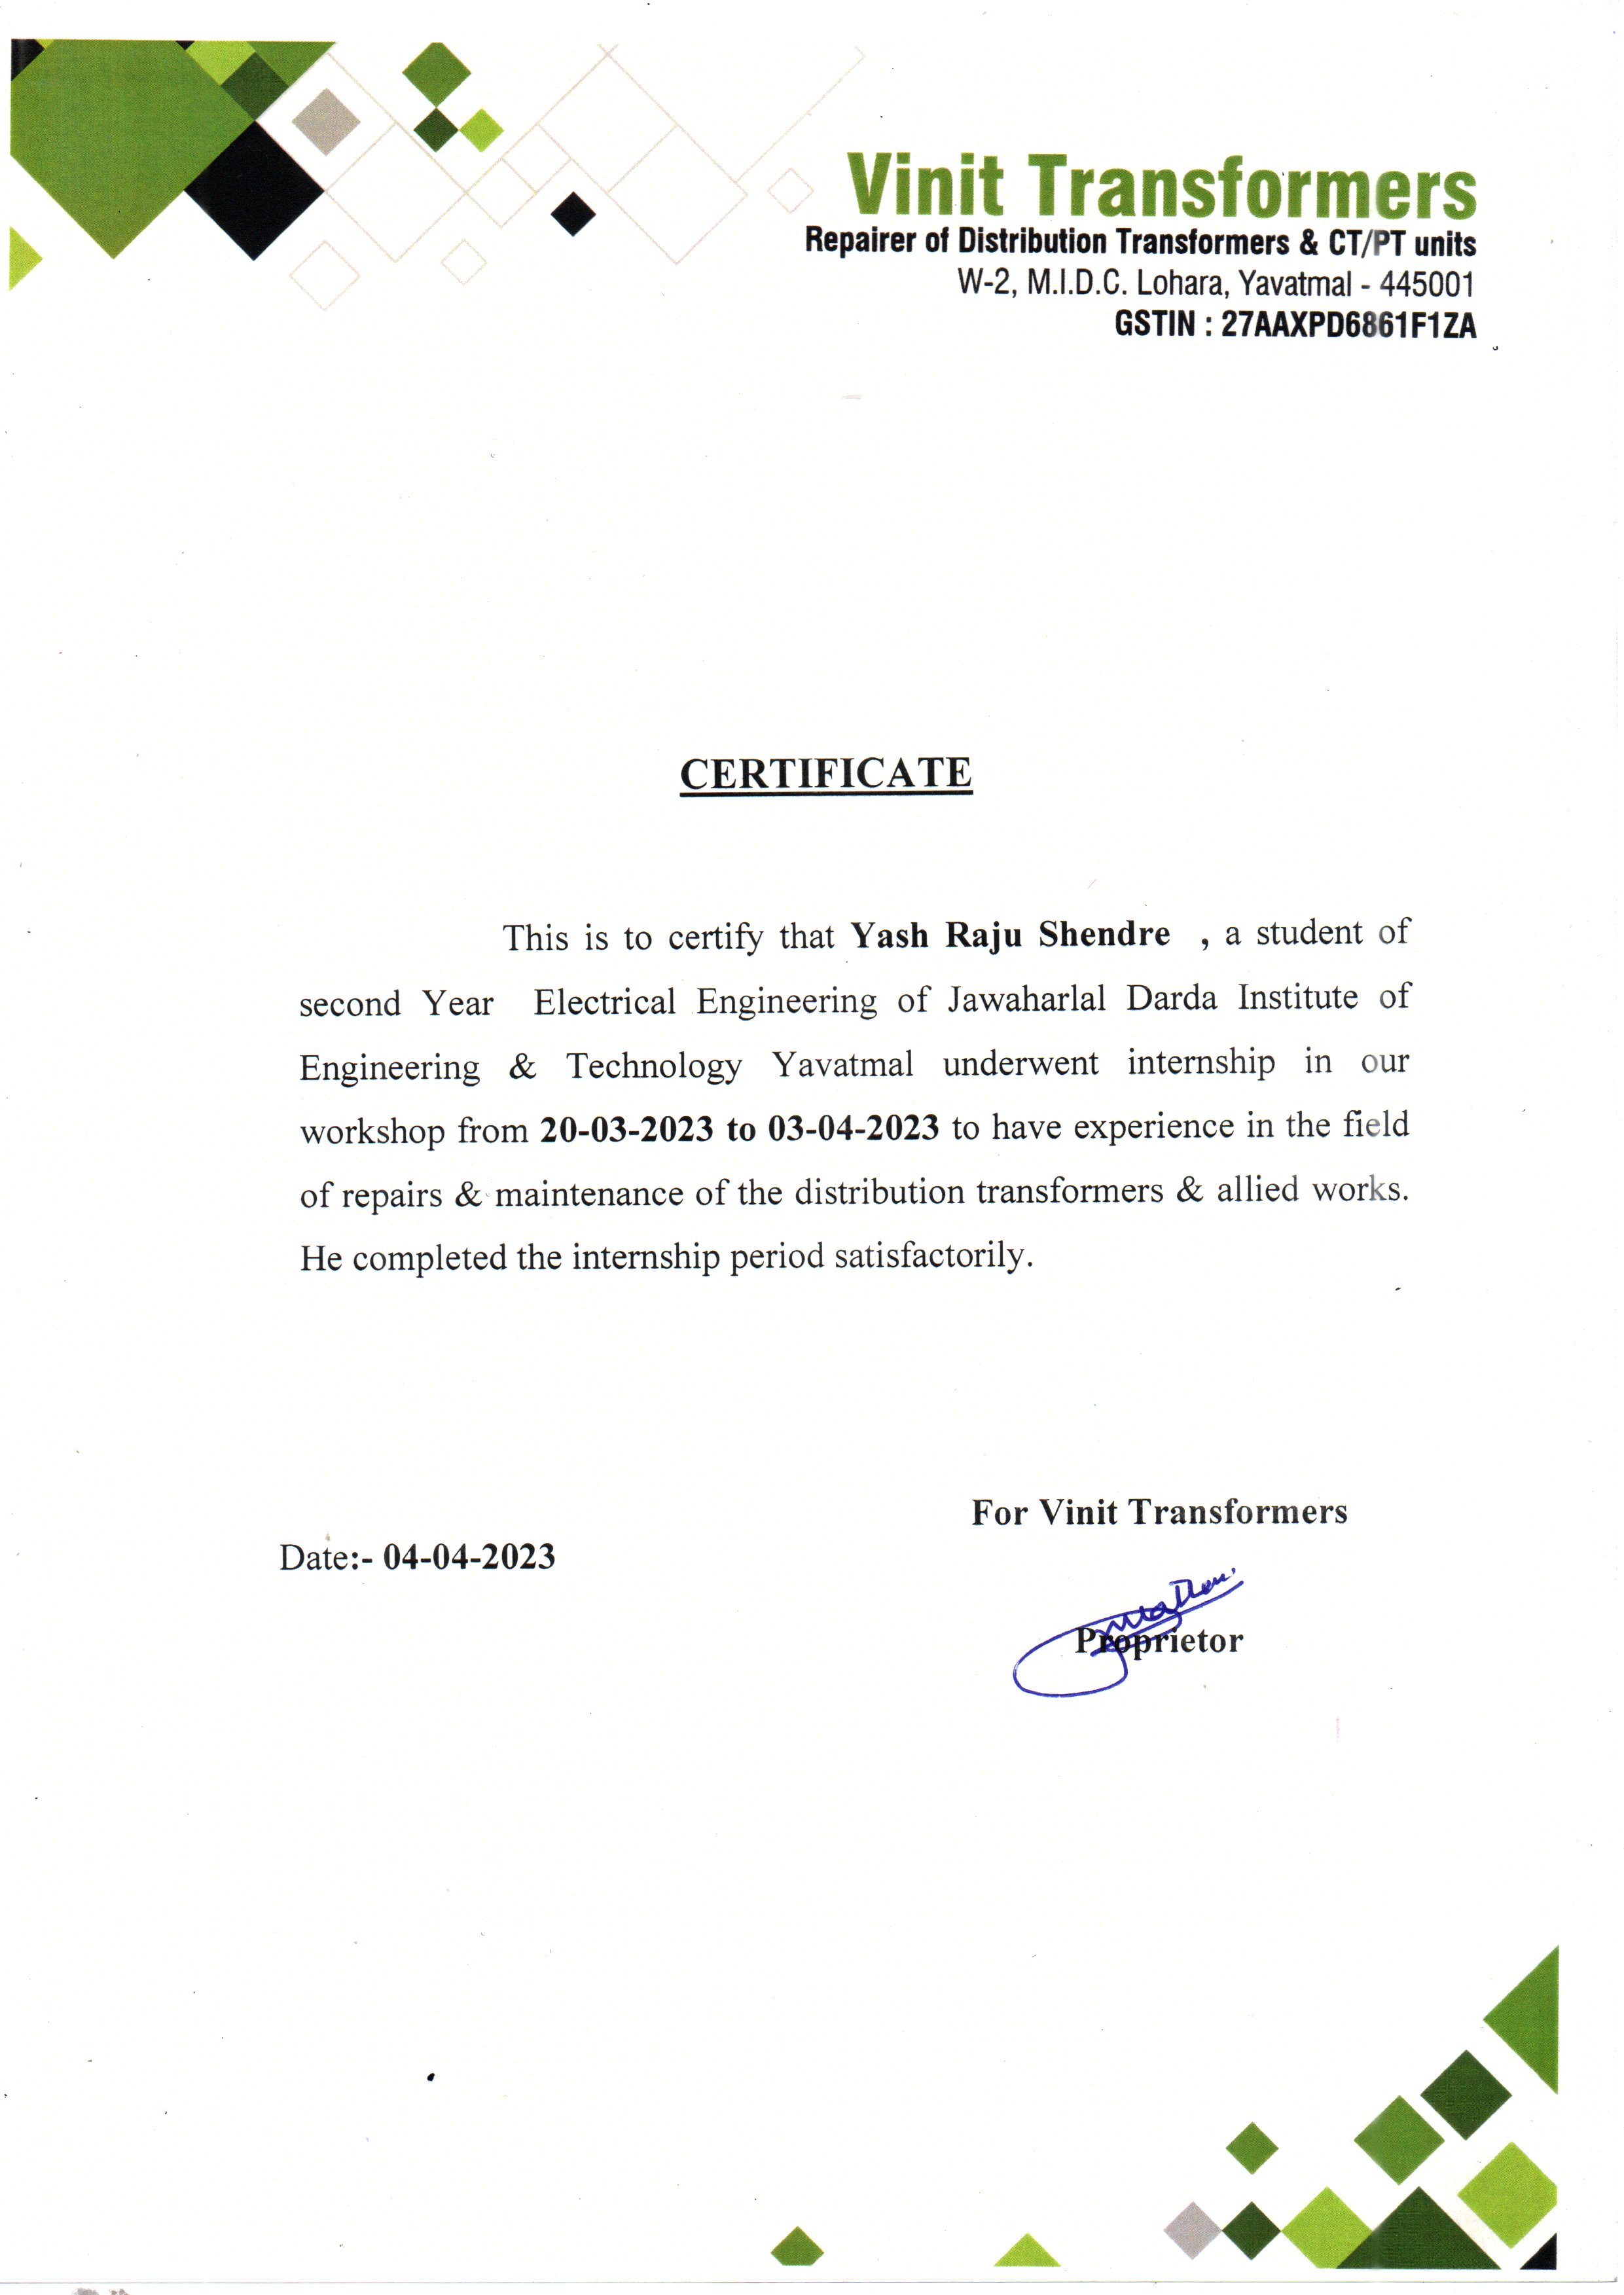 Vinit Transformers
Repairer of Distribution Transformers & CT/PT units
W-2, M.I.D.C. Lohara, Yavatmal - 445001
GSTIN : 27AAXPD6861F1ZA
CERTIFICATE
This is to certify that Yash Raju Shendre , a student of
second Year Electrical Engineering of Jawaharlal Darda Institute of
Engineering & Technology Yavatmal underwent internship in our
workshop from 20-03-2023 to 03-04-2023 to have experience in the field
of repairs & maintenance of the distribution transformers & allied works.
He completed the internship period satisfactorily.
For Vinit Transformers
Date:- 04-04-2023
Proprietor